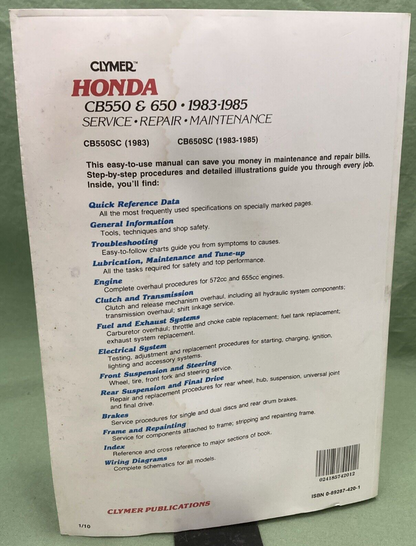 CLYMER™
HONDA
CB550 & 650 • 1983-1985
SERVICE • REPAIR • MAINTENANCE
CB550SC (1983) CB650SC (1983-1985)
This easy-to-use manual can save you money in maintenance and repair bills.
Step-by-step procedures and detailed illustrations guide you through every job.
Inside, you'll find:
Quick Reference Data
All the most frequently used specifications on specially marked pages.
General Information
Tools, techniques and shop safety.
Troubleshooting
Easy-to-follow charts guide you from symptoms to causes.
Lubrication, Maintenance and Tune-up
All the tasks required for safety and top performance.
Engine
Complete overhaul procedures for 572cc and 655cc engines.
Clutch and Transmission
Clutch and release mechanism overhaul, including all hydraulic system components;
transmission overhaul; shift linkage service.
Fuel and Exhaust Systems
Carburetor overhaul; throttle and choke cable replacement; fuel tank replacement;
exhaust system replacement.
Electrical System
Testing, adjustment and replacement procedures for starting, charging, ignition,
lighting and accessory systems.
Front Suspension and Steering
Wheel, tire, front fork and steering service.
Rear Suspension and Final Drive
Repair and replacement procedures for rear wheel, hub, suspension, universal joint
and final drive.
Brakes
Service procedures for single and dual discs and rear drum brakes.
Frame and Repainting
Service for components attached to frame; stripping and repainting frame.
Index
Reference and cross reference to major sections of book.
Wiring Diagrams
Complete schematics for all models.
02418S742012
ISBN 0-89287-420-1
CLYMER PUBLICATIONS
1/10